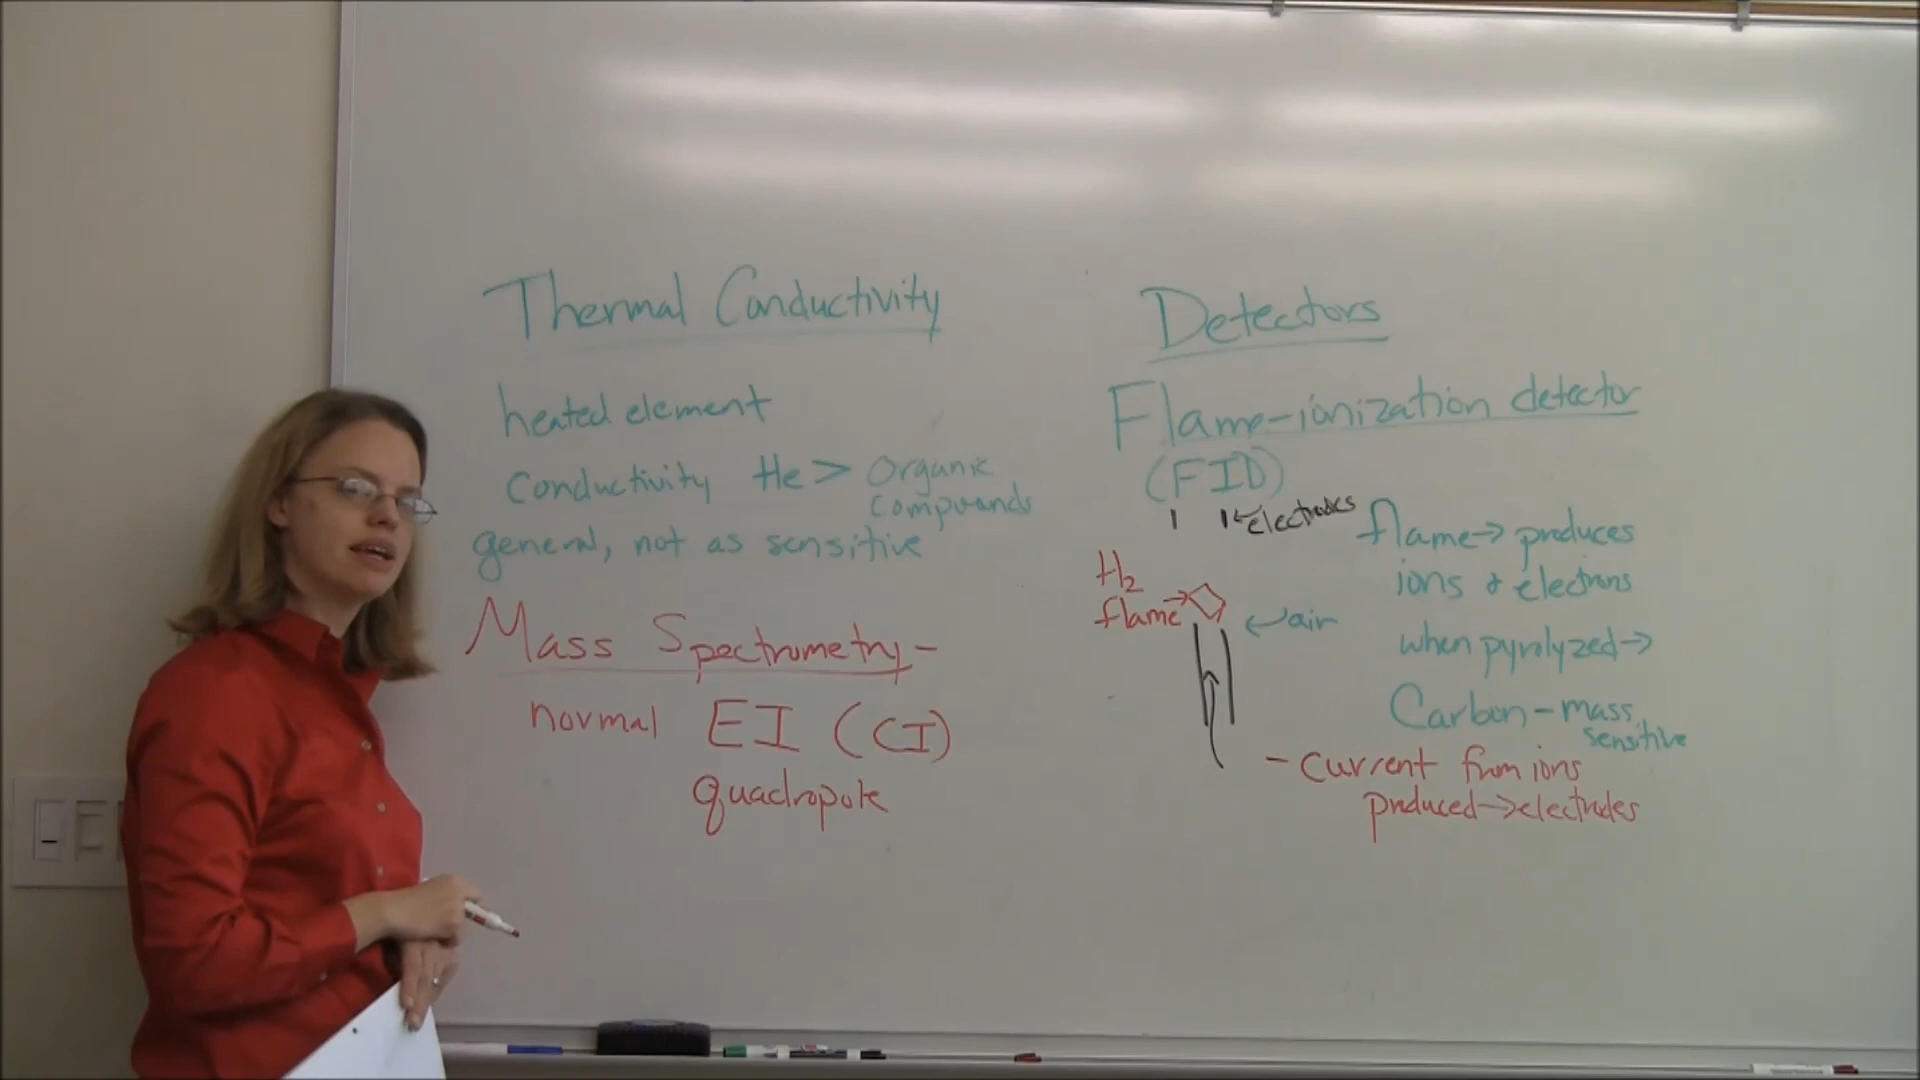 Thermal Conductivity
heated element
Conductivity He > Organic
Compounds
general, not as sensitive
Mass Spectrometry -
normal EI (CI)
quadrupole
Detectors
Flame-ionization detector
(FID)
electrodes
H2
flame →
← air
flame → produces
ions & electrons
when pyrolyzed →
Carbon - mass
sensitive
- Current from ions
produced → electrodes